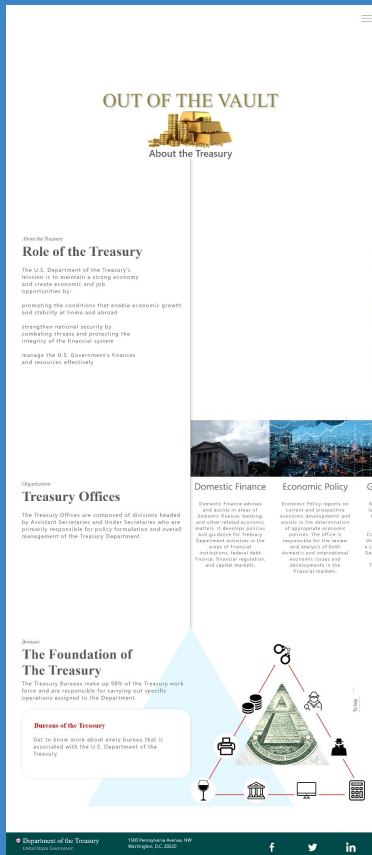 OUT OF THE VAULT
About the Treasury
About the Treasury
Role of the Treasury
The U.S. Department of the Treasury's
mission is to maintain a strong economy
and create economic and job
opportunities by:
promoting the conditions that enable economic growth
and stability at home and abroad
strengthen national security by
combating threats and protecting the
integrity of the financial system
manage the U.S. Government's finances
and resources effectively
Organization
Treasury Offices
The Treasury Offices are composed of divisions headed
by Assistant Secretaries and Under Secretaries who are
primarily responsible for policy formulation and overall
management of the Treasury Department.
Domestic Finance
Domestic Finance advises
and assists in areas of
domestic finance, banking,
and other related economic
matters. It develops policies
and guidance for Treasury
Department activities in the
areas of financial
institutions, federal debt
finance, financial regulation,
and capital markets.
Economic Policy
Economic Policy reports on
current and prospective
economic developments and
assists in the determination
of appropriate economic
policies. The office is
responsible for the review
and analysis of both
domestic and international
economic issues and
developments in the
financial markets.
Bureaus
The Foundation of
The Treasury
The Treasury Bureaus make up 98% of the Treasury work
force and are responsible for carrying out specific
operations assigned to the Department.
Bureaus of the Treasury
Get to know more about every bureau that is
associated with the U.S. Department of the
Treasury
To top
Department of the Treasury
United States Government
1500 Pennsylvania Avenue, NW
Washington, D.C. 20220